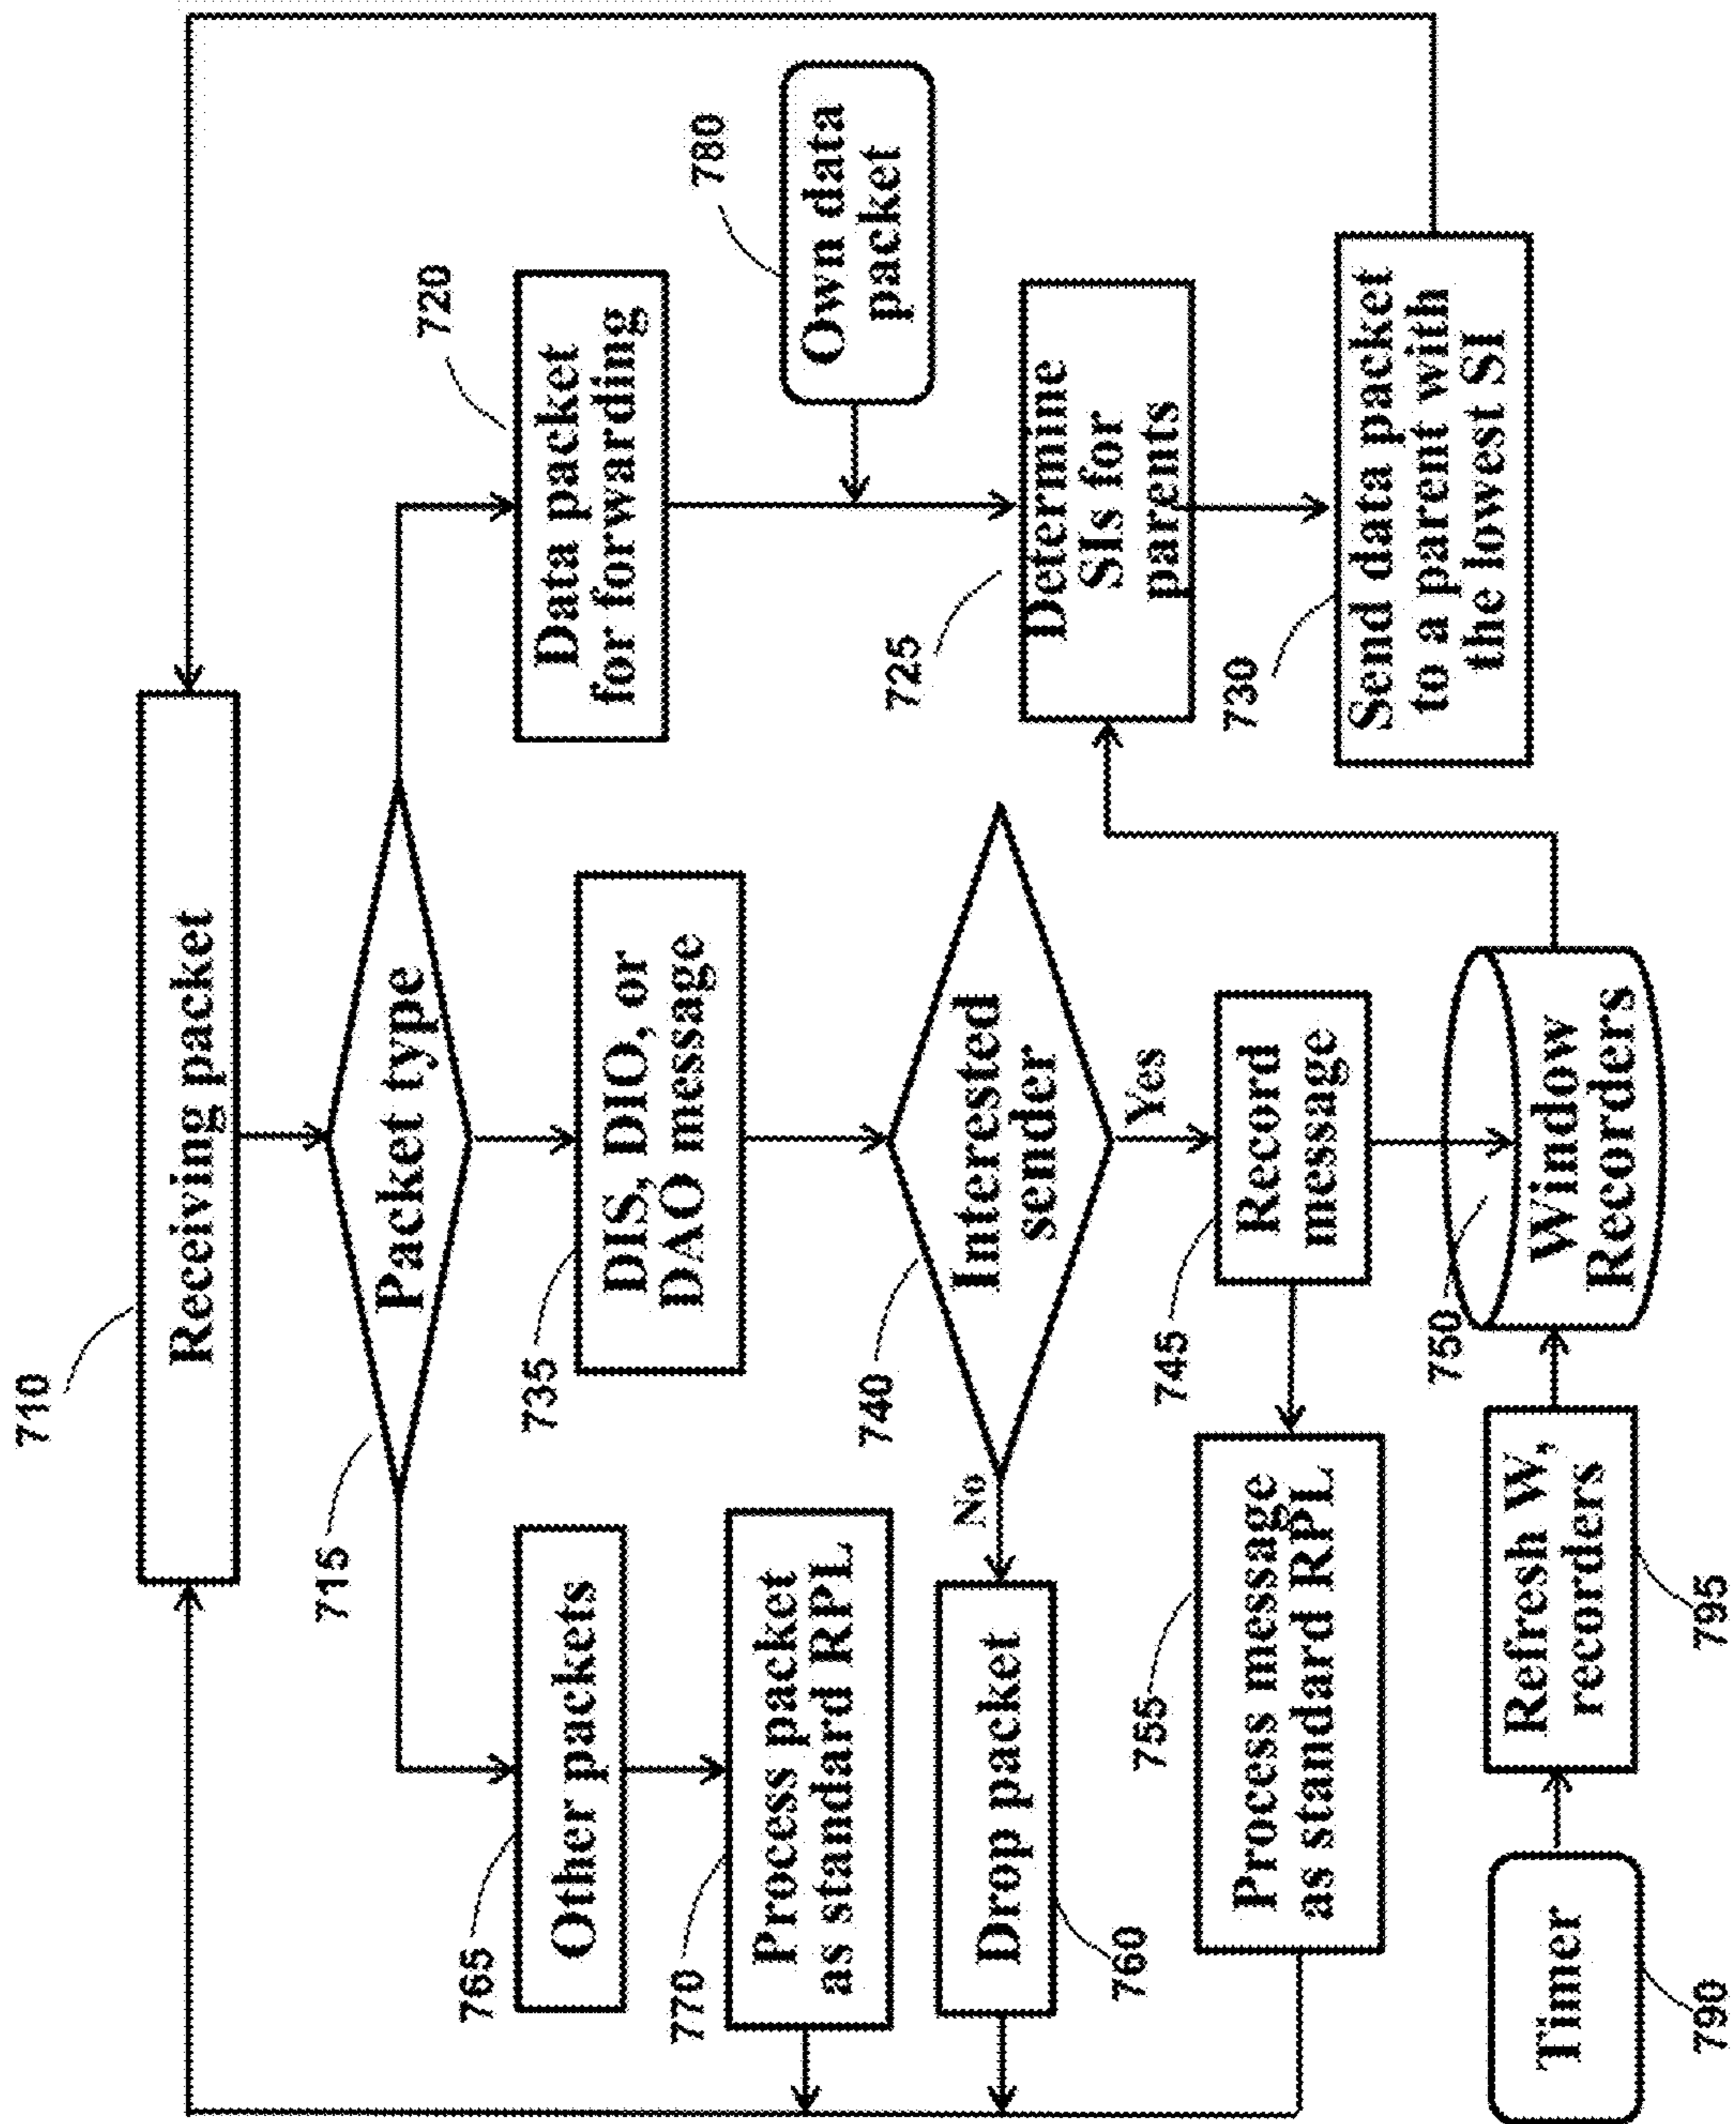 710
Receiving packet
715
Packet type
765
Other packets
770
Process packet
as standard RPL
735
DIS, DIO, or
DAO message
720
Data packet
for forwarding
780
Own data
packet
740
Interested
sender
No
Yes
Drop packet
760
745
Record
message
755
Process message
as standard RPL
725
Determine
SIs for
parents
730
Send data packet
to a parent with
the lowest SI
750
Window
Recorders
Refresh W,
recorders
795
Timer
790